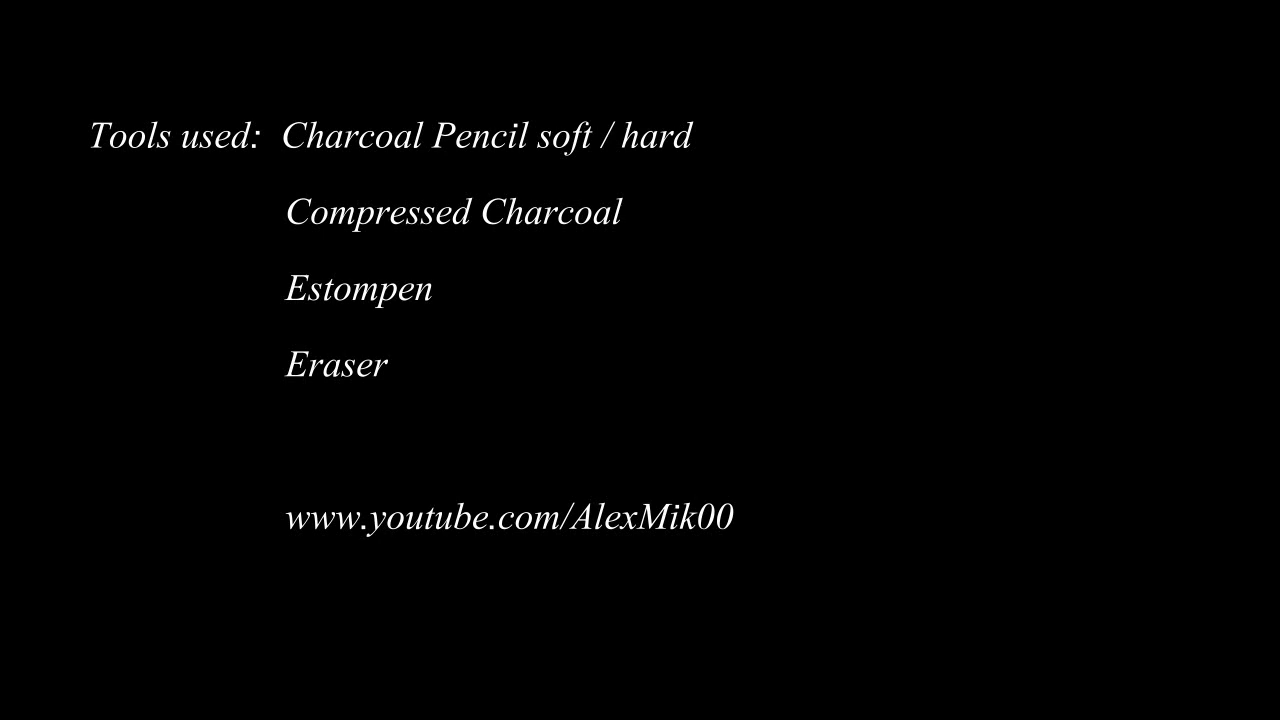 Tools used: Charcoal Pencil soft / hard
Compressed Charcoal
Estompen
Eraser
www.youtube.com/AlexMik00